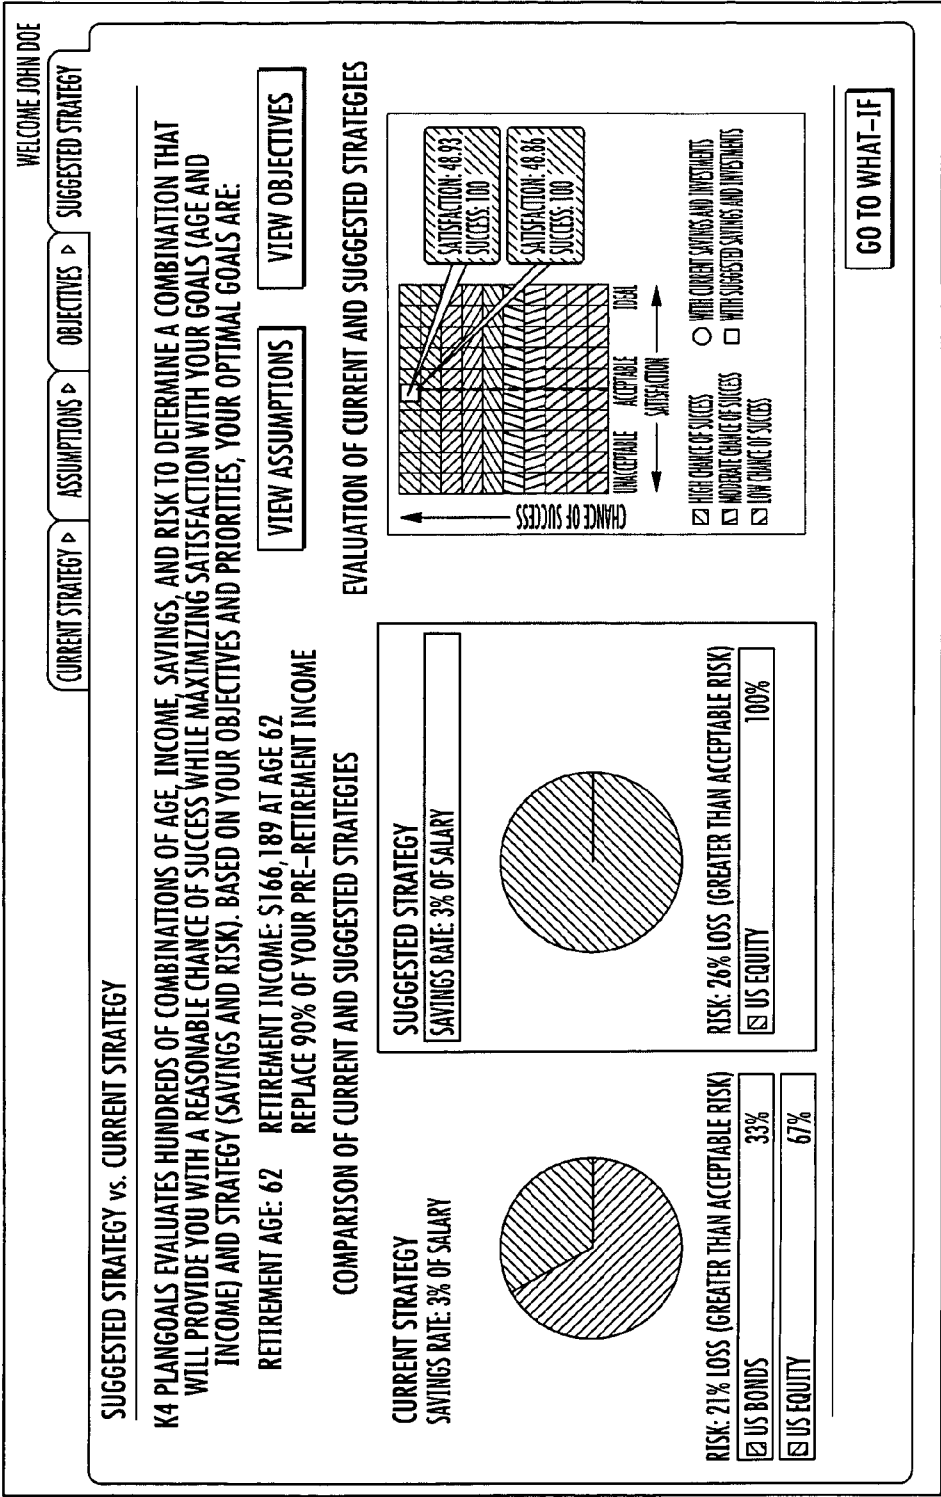 WELCOME JOHN DOE
CURRENT STRATEGY ▷
ASSUMPTIONS ▷
OBJECTIVES ▷
SUGGESTED STRATEGY
SUGGESTED STRATEGY vs. CURRENT STRATEGY
K4 PLANGOALS EVALUATES HUNDREDS OF COMBINATIONS OF AGE, INCOME, SAVINGS, AND RISK TO DETERMINE A COMBINATION THAT
WILL PROVIDE YOU WITH A REASONABLE CHANCE OF SUCCESS WHILE MAXIMIZING SATISFACTION WITH YOUR GOALS (AGE AND
INCOME) AND STRATEGY (SAVINGS AND RISK). BASED ON YOUR OBJECTIVES AND PRIORITIES, YOUR OPTIMAL GOALS ARE:
RETIREMENT AGE: 62
RETIREMENT INCOME: $166,189 AT AGE 62
REPLACE 90% OF YOUR PRE-RETIREMENT INCOME
VIEW ASSUMPTIONS
VIEW OBJECTIVES
COMPARISON OF CURRENT AND SUGGESTED STRATEGIES
CURRENT STRATEGY
SAVINGS RATE: 3% OF SALARY
RISK: 21% LOSS (GREATER THAN ACCEPTABLE RISK)
US BONDS 33%
US EQUITY 67%
SUGGESTED STRATEGY
SAVINGS RATE: 3% OF SALARY
RISK: 26% LOSS (GREATER THAN ACCEPTABLE RISK)
US EQUITY 100%
EVALUATION OF CURRENT AND SUGGESTED STRATEGIES
CHANCE OF SUCCESS
SATISFACTION: 48.93
SUCCESS: 100
SATISFACTION: 48.86
SUCCESS: 100
UNACCEPTABLE ACCEPTABLE IDEAL
SATISFACTION
HIGH CHANCE OF SUCCESS
MODERATE CHANCE OF SUCCESS
LOW CHANCE OF SUCCESS
WITH CURRENT SAVINGS AND INVESTMENTS
WITH SUGGESTED SAVINGS AND INVESTMENTS
GO TO WHAT-IF